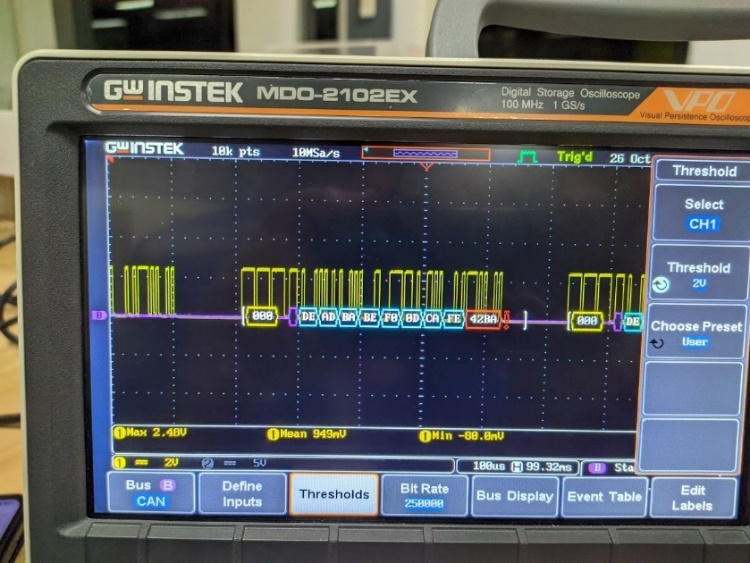 GW INSTEK MDO-2102EX
Digital Storage Oscilloscope
100 MHz 1 GS/s
VPO
Visual Persistence Oscilloscope
GW INSTEK 10k pts 10MSa/s Trig'd 26 Oct
Threshold
Select
CH1
Threshold
2V
Choose Preset
User
B 000 DE AD BA BE F0 0D CA FE 42BA 000 DE
1 Max 2.48V 1 Mean 949mV 1 Min -80.0mV
1 2V 2 5V 100us H 99.32ms B Sta
Bus B
CAN
Define
Inputs
Thresholds
Bit Rate
250000
Bus Display
Event Table
Edit
Labels